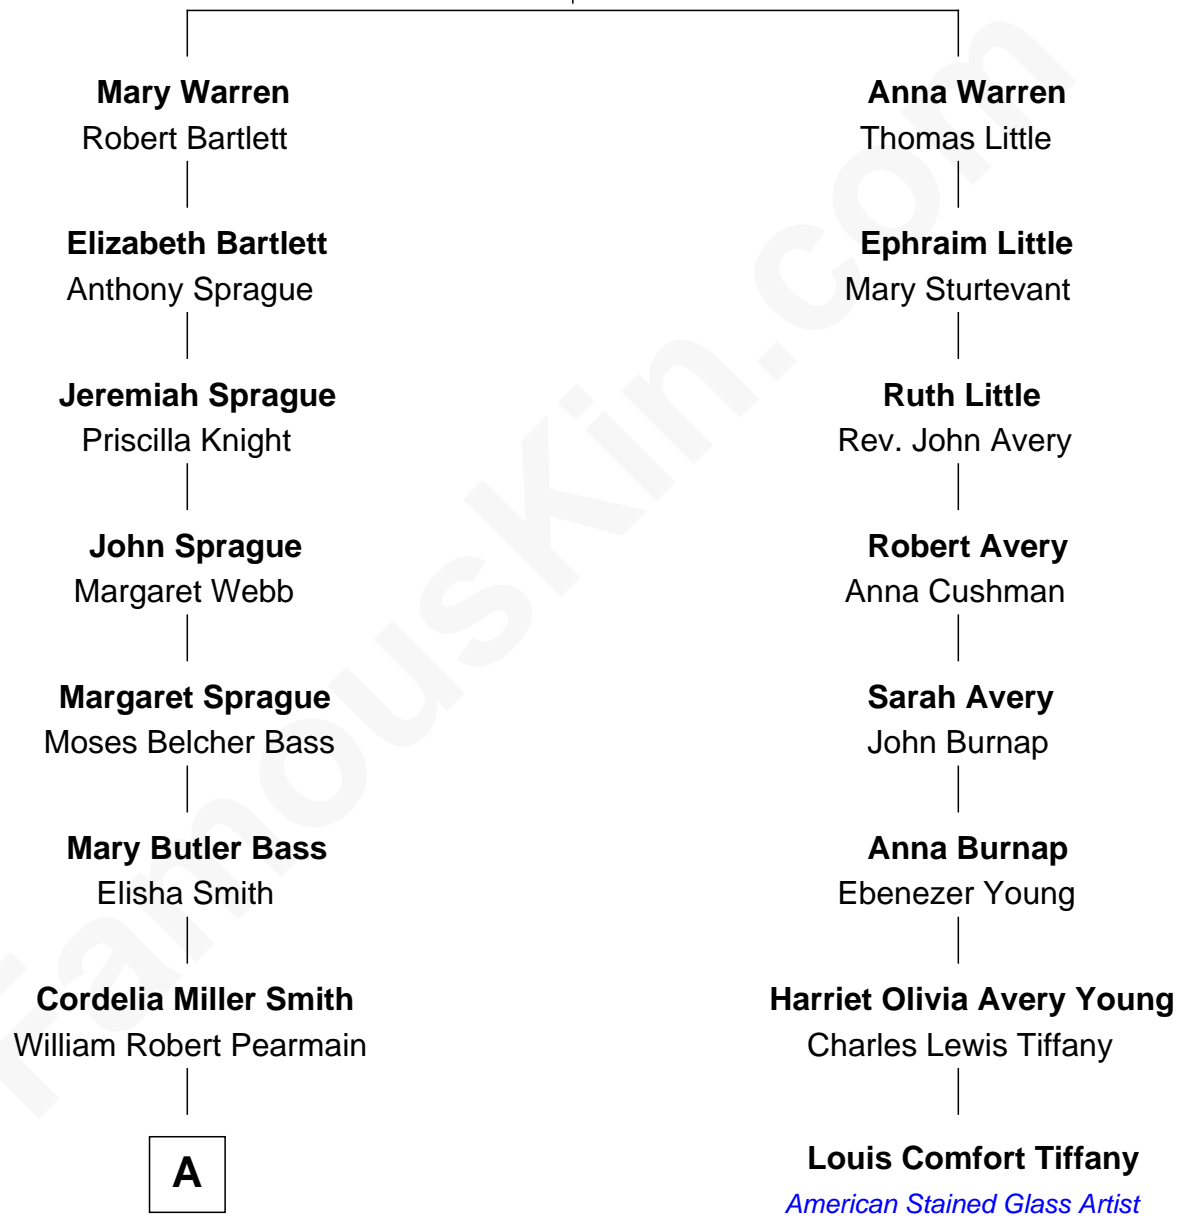 Mary Warren
Robert Bartlett
Anna Warren
Thomas Little
Elizabeth Bartlett
Anthony Sprague
Ephraim Little
Mary Sturtevant
Jeremiah Sprague
Priscilla Knight
Ruth Little
Rev. John Avery
John Sprague
Margaret Webb
Robert Avery
Anna Cushman
Margaret Sprague
Moses Belcher Bass
Sarah Avery
John Burnap
Mary Butler Bass
Elisha Smith
Anna Burnap
Ebenezer Young
Cordelia Miller Smith
William Robert Pearmain
Harriet Olivia Avery Young
Charles Lewis Tiffany
A
Louis Comfort Tiffany
American Stained Glass Artist
FamousKin.com